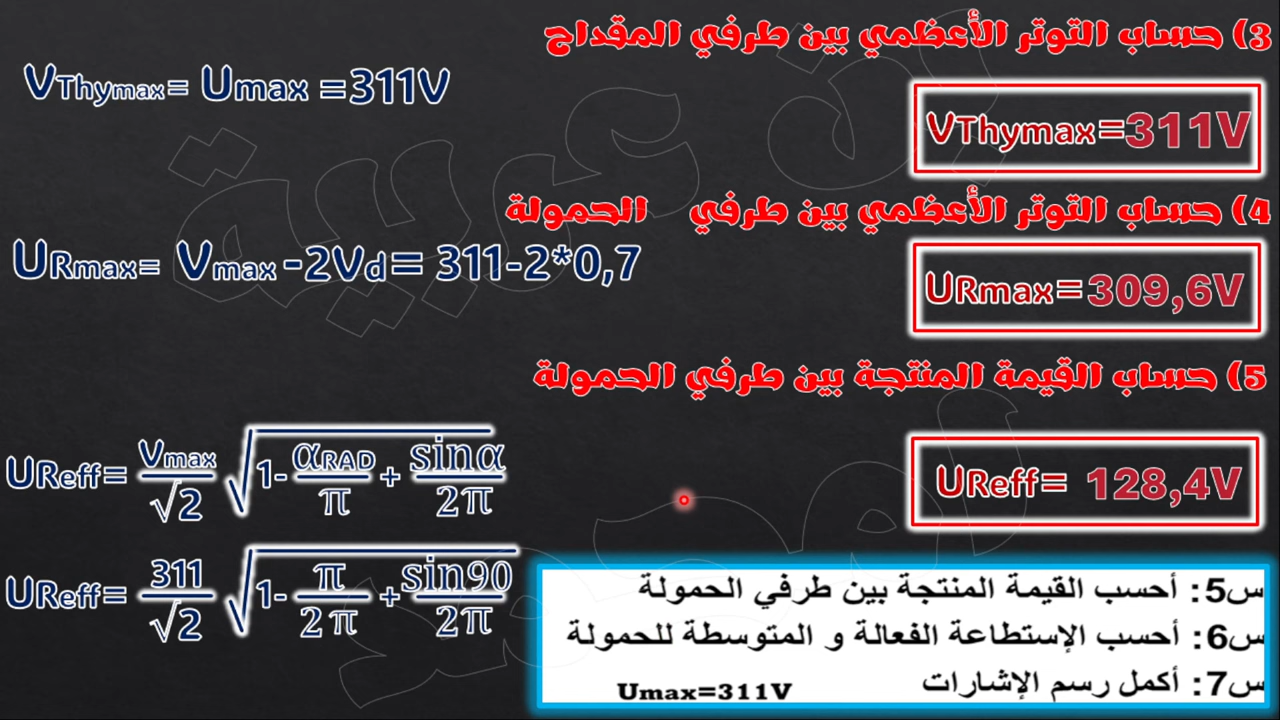 3) حساب التوتر الأعظمي بين طرفي المقداح
VThymax= Umax =311V
VThymax=311V
4) حساب التوتر الأعظمي بين طرفي الحمولة
URmax= Vmax-2Vd= 311-2*0,7
URmax=309,6V
5) حساب القيمة المنتجة بين طرفي الحمولة
UReff= Vmax/√2 √(1- αRAD/π + sinα/2π)
UReff= 128,4V
UReff= 311/√2 √(1- π/2π + sin90/2π)
س5: أحسب القيمة المنتجة بين طرفي الحمولة
س6: أحسب الإستطاعة الفعالة و المتوسطة للحمولة
س7: أكمل رسم الإشارات
Umax=311V